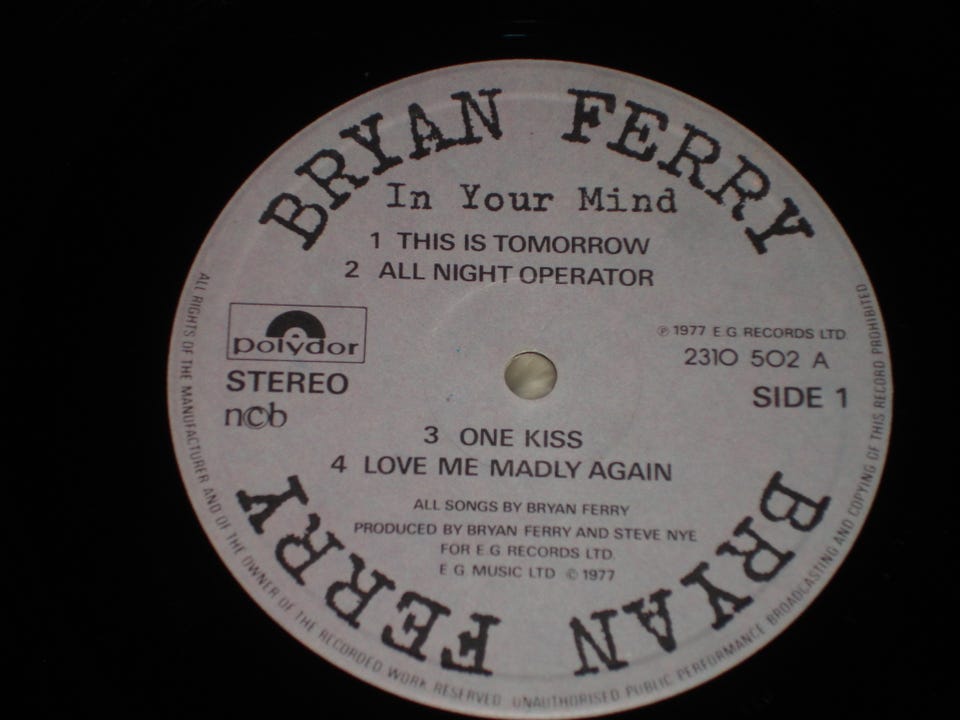 BRYAN FERRY
In Your Mind
1 THIS IS TOMORROW
2 ALL NIGHT OPERATOR
polydor
STEREO
ncb
℗ 1977 E.G. RECORDS LTD.
2310 502 A
SIDE 1
3 ONE KISS
4 LOVE ME MADLY AGAIN
ALL SONGS BY BRYAN FERRY
PRODUCED BY BRYAN FERRY AND STEVE NYE
FOR E G RECORDS LTD.
E G MUSIC LTD © 1977
BRYAN FERRY
ALL RIGHTS OF THE MANUFACTURER AND OF THE OWNER OF THE RECORDED WORK RESERVED. UNAUTHORISED PUBLIC PERFORMANCE BROADCASTING AND COPYING OF THIS RECORD PROHIBITED